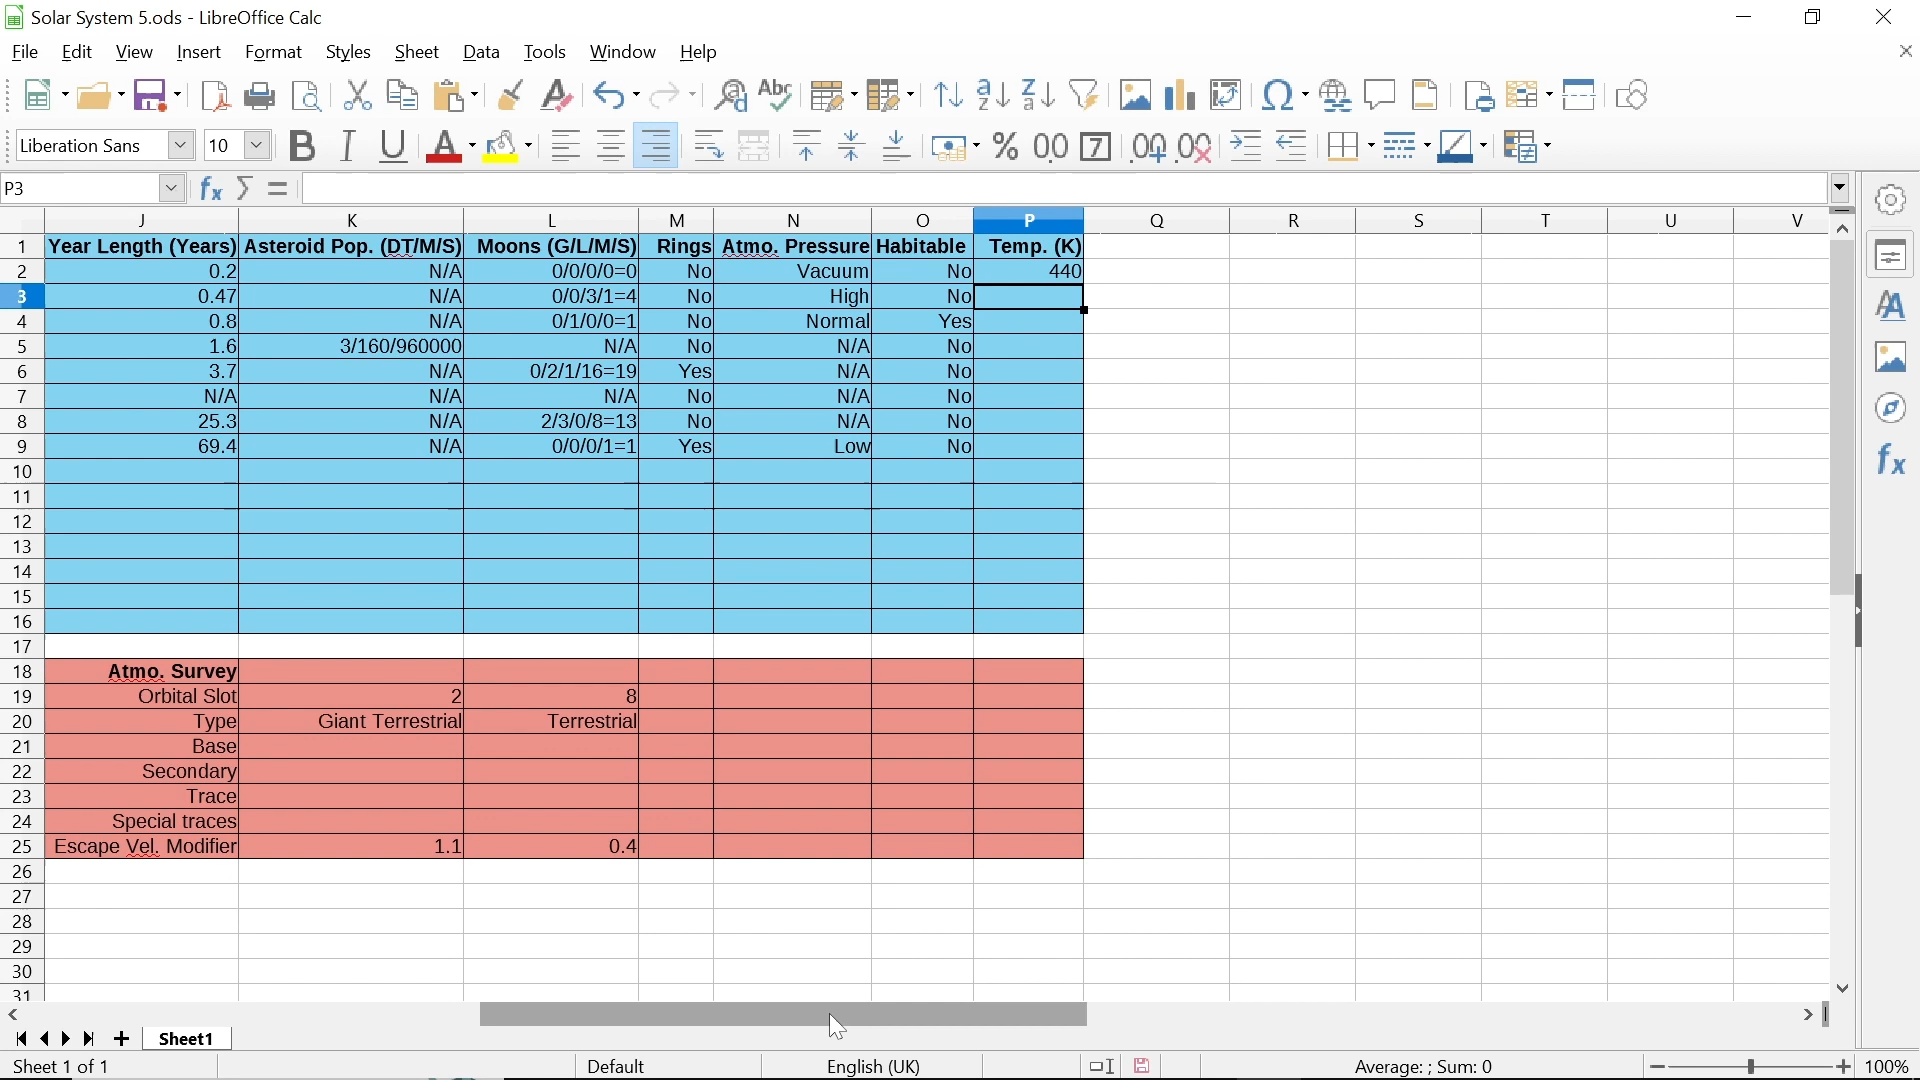 Solar System 5.ods - LibreOffice Calc
File Edit View Insert Format Styles Sheet Data Tools Window Help
Liberation Sans 10
P3
J K L M N O P Q R S T U V
1 Year Length (Years) Asteroid Pop. (DT/M/S) Moons (G/L/M/S) Rings Atmo. Pressure Habitable Temp. (K)
2 0.2 N/A 0/0/0/0=0 No Vacuum No 440
3 0.47 N/A 0/0/3/1=4 No High No
4 0.8 N/A 0/1/0/0=1 No Normal Yes
5 1.6 3/160/960000 N/A No N/A No
6 3.7 N/A 0/2/1/16=19 Yes N/A No
7 N/A N/A N/A No N/A No
8 25.3 N/A 2/3/0/8=13 No N/A No
9 69.4 N/A 0/0/0/1=1 Yes Low No
10
11
12
13
14
15
16
17
18 Atmo. Survey
19 Orbital Slot 2 8
20 Type Giant Terrestrial Terrestrial
21 Base
22 Secondary
23 Trace
24 Special traces
25 Escape Vel. Modifier 1.1 0.4
26
27
28
29
30
31
Sheet1
Sheet 1 of 1 Default English (UK) Average: ; Sum: 0 100%